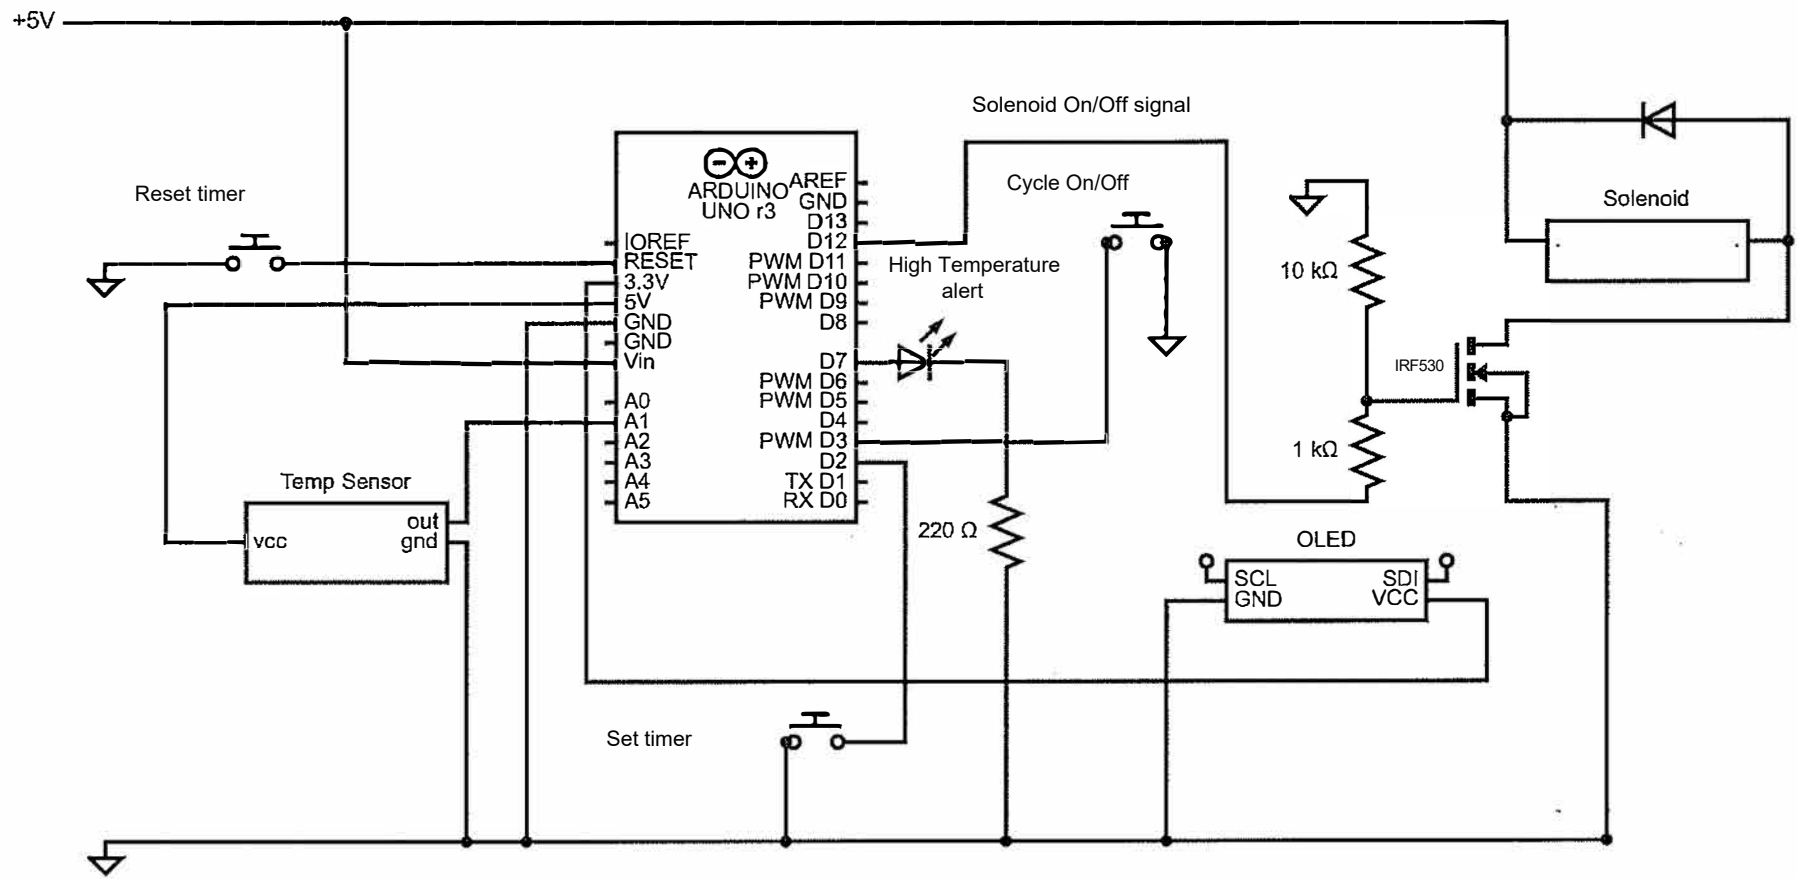 +5V
Solenoid On/Off signal
Cycle On/Off
Reset timer
ARDUINO
UNO r3
AREF
GND
D13
D12
PWM D11
PWM D10
PWM D9
D8
D7
PWM D6
PWM D5
D4
PWM D3
D2
TX D1
RX D0
IOREF
RESET
3.3V
5V
GND
GND
Vin
A0
A1
A2
A3
A4
A5
High Temperature
alert
Solenoid
10 kΩ
IRF530
1 kΩ
Temp Sensor
out
vcc
gnd
220 Ω
OLED
SCL
SDI
GND
VCC
Set timer